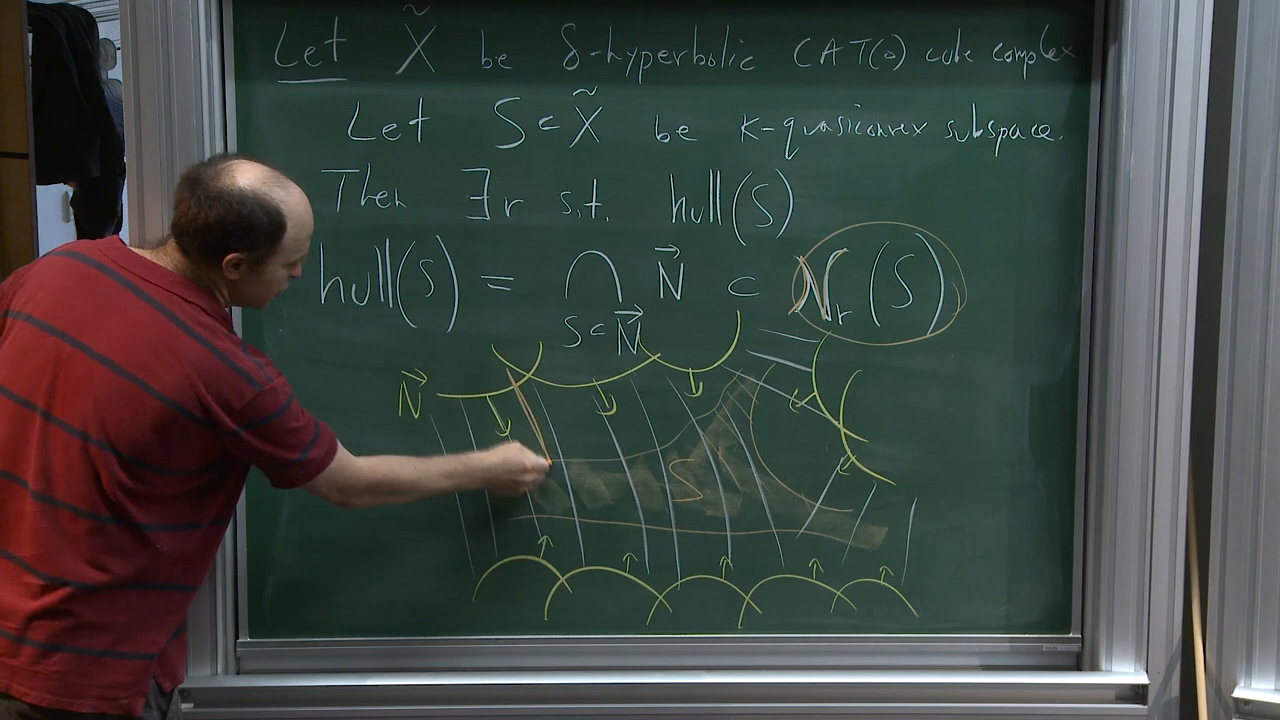 Let X̃ be δ-hyperbolic CAT(0) cube complex
Let S ⊂ X̃ be K-quasiconvex subspace.
Then ∃r s.t. hull(S)
hull(S) = ⋂ N⃗ ⊂ N_r(S)
S⊂N⃗
N⃗
S